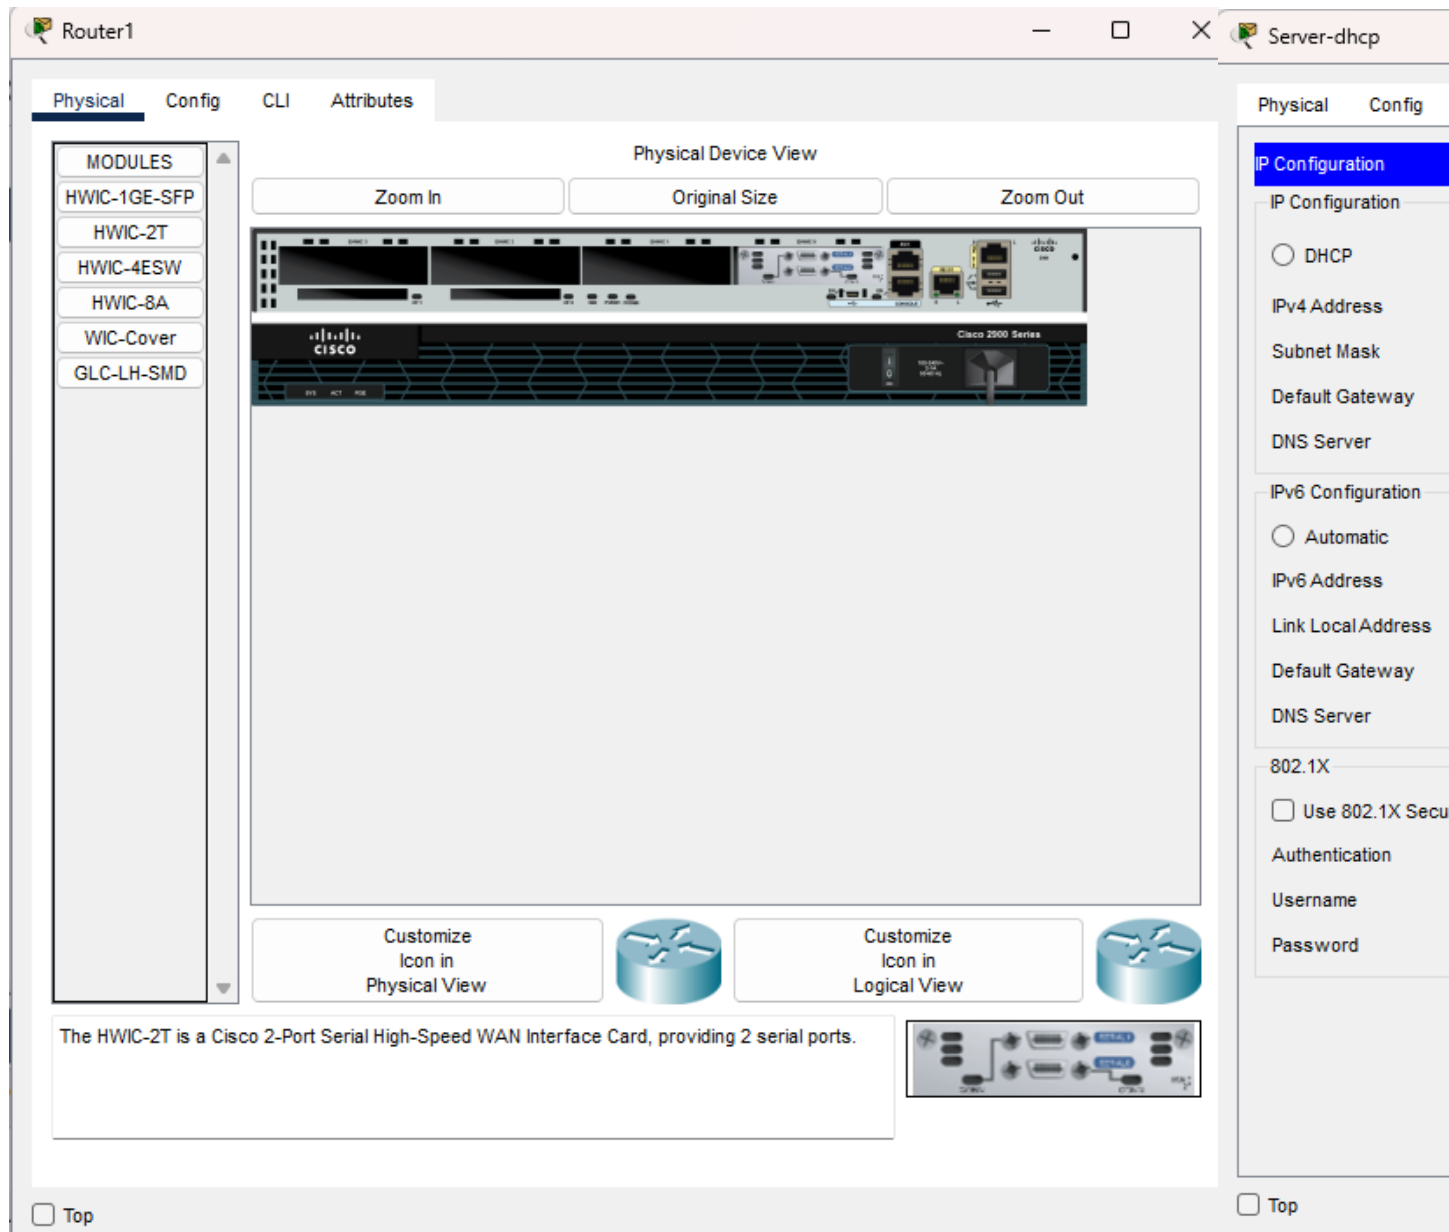 Router1
Physical Config CLI Attributes
MODULES
HWIC-1GE-SFP
HWIC-2T
HWIC-4ESW
HWIC-8A
WIC-Cover
GLC-LH-SMD
Physical Device View
Zoom In Original Size Zoom Out
CISCO
Cisco 2900 Series
SYS ACT POE
Customize
Icon in
Physical View
Customize
Icon in
Logical View
The HWIC-2T is a Cisco 2-Port Serial High-Speed WAN Interface Card, providing 2 serial ports.
Top
Server-dhcp
Physical Config
IP Configuration
IP Configuration
DHCP
IPv4 Address
Subnet Mask
Default Gateway
DNS Server
IPv6 Configuration
Automatic
IPv6 Address
Link Local Address
Default Gateway
DNS Server
802.1X
Use 802.1X Secu
Authentication
Username
Password
Top